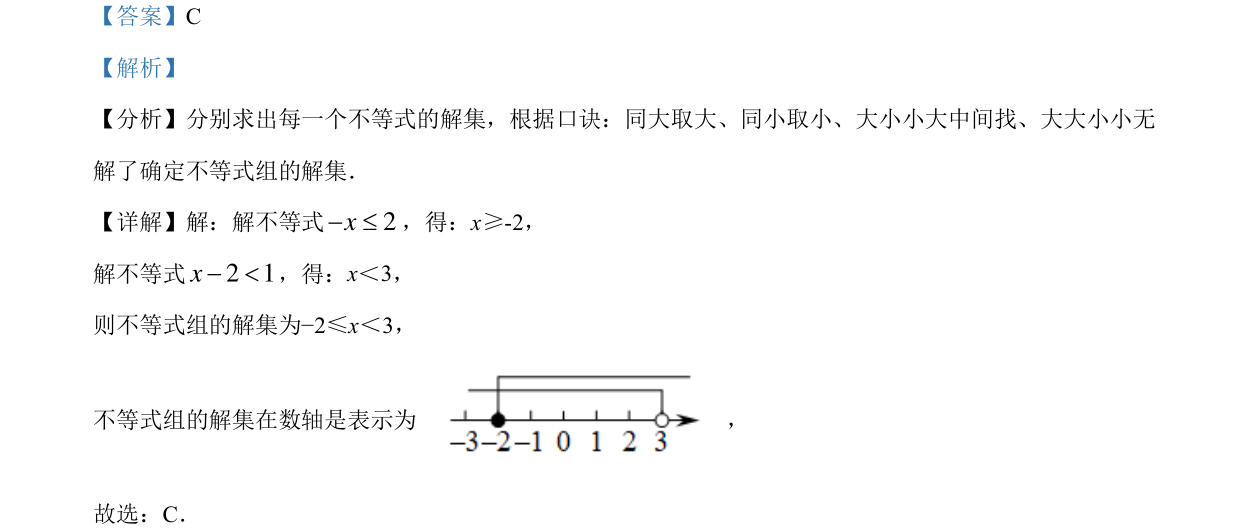 【答案】C
【解析】
【分析】分别求出每一个不等式的解集，根据口诀：同大取大、同小取小、大小小大中间找、大大小小无
解了确定不等式组的解集．
【详解】解：解不等式−x≤2，得：x≥-2，
解不等式x−2<1，得：x＜3，
则不等式组的解集为−2≤x＜3，
不等式组的解集在数轴是表示为 ，
–3 –2 –1 0 1 2 3
故选：C．